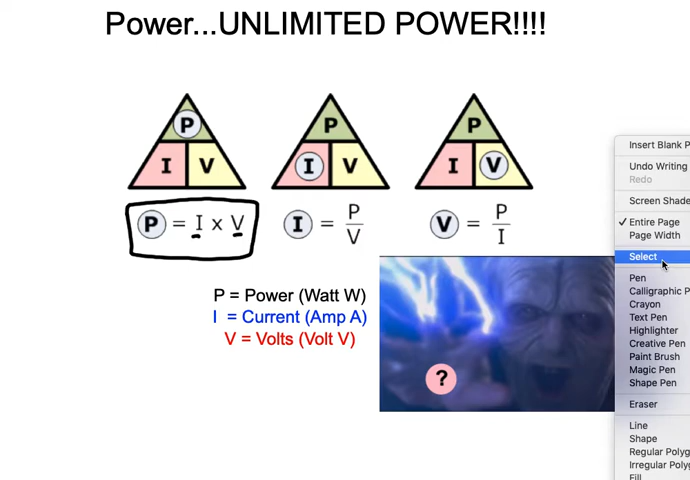 Power...UNLIMITED POWER!!!!
P
I V
P
I V
P
I V
P = I x V
I = P
V
V = P
I
P = Power (Watt W)
I = Current (Amp A)
V = Volts (Volt V)
?
Insert Blank P
Undo Writing
Redo
Screen Shade
✓ Entire Page
Page Width
Select
Pen
Calligraphic P
Crayon
Text Pen
Highlighter
Creative Pen
Paint Brush
Magic Pen
Shape Pen
Eraser
Line
Shape
Regular Polyg
Irregular Polyg
Fill